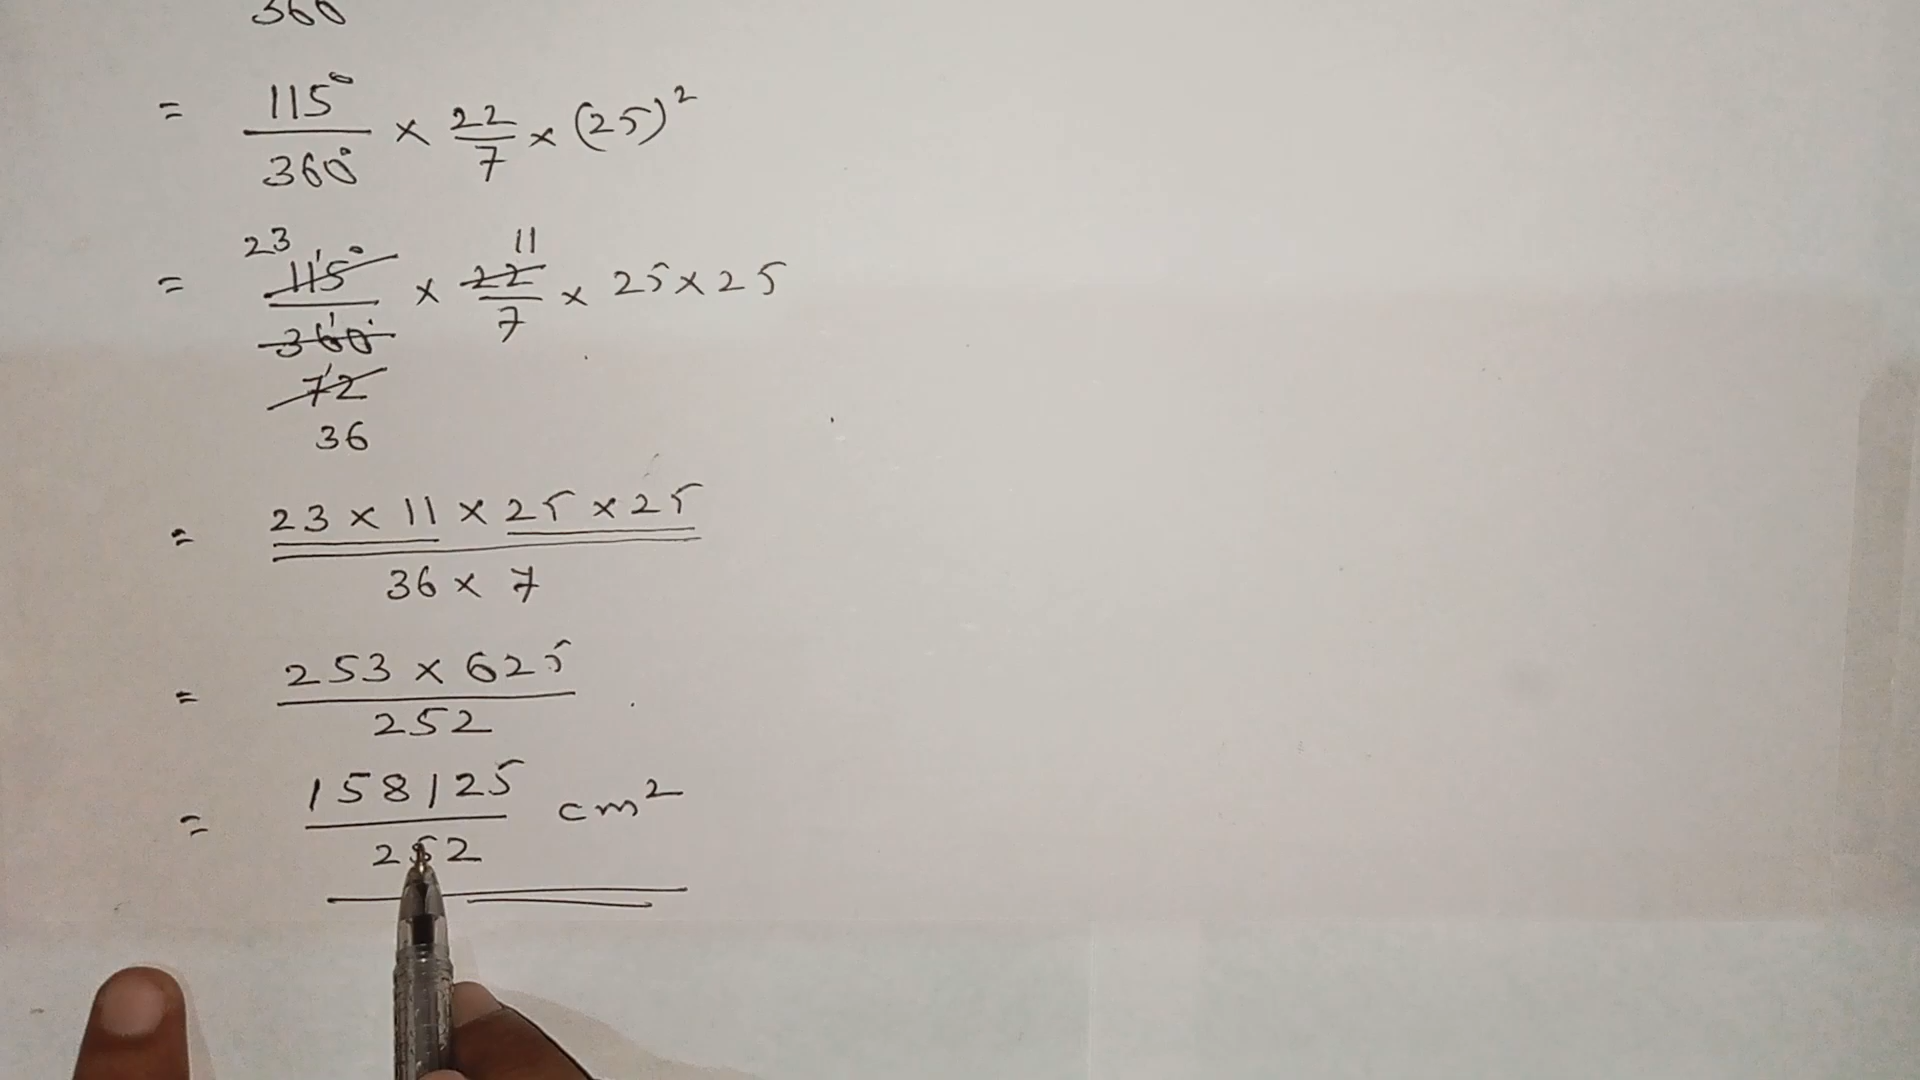 360
= 115°/360° × 22/7 × (25)²
23 11
= 115°/360° × 22/7 × 25×25
72
36
= 23 × 11 × 25 × 25
36 × 7
= 253 × 625
252
= 158125 cm²
252